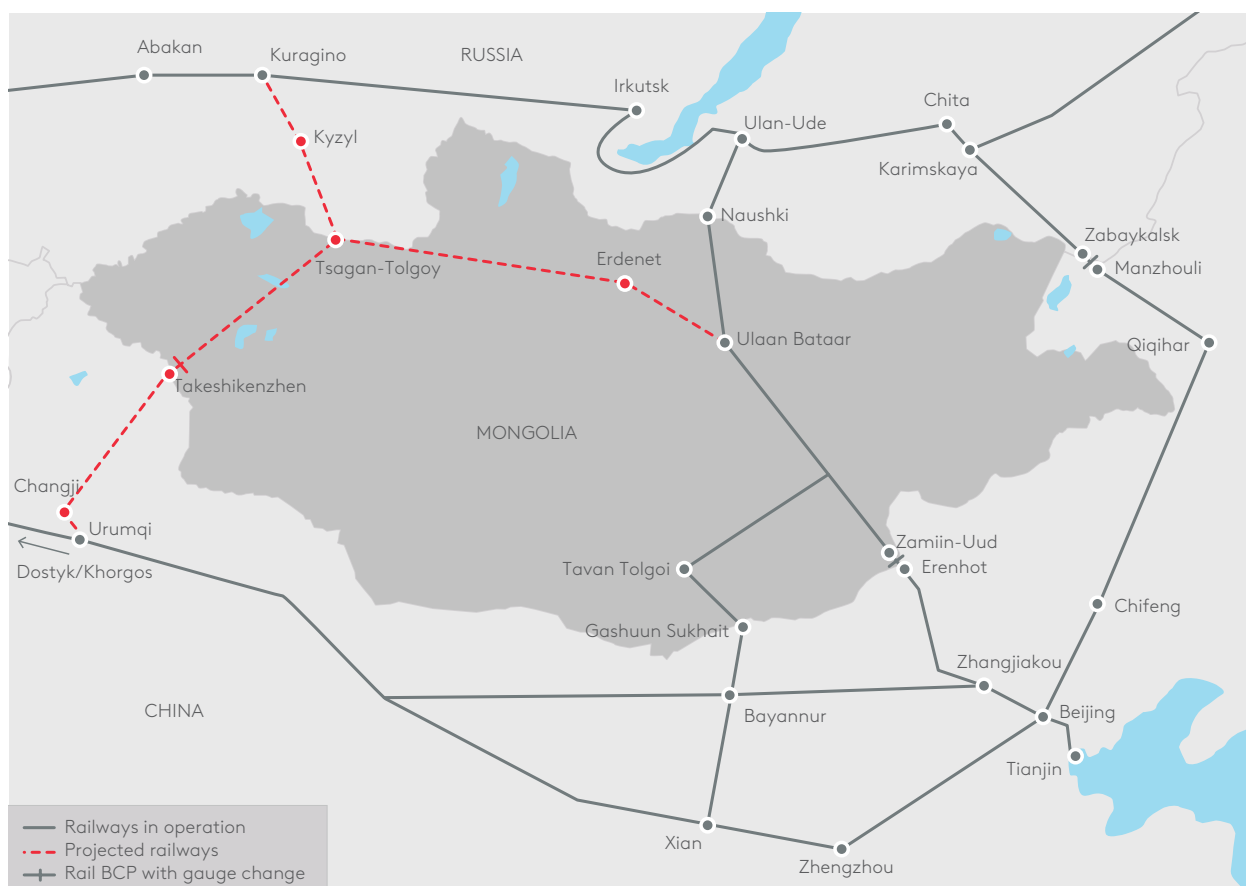 Abakan
Kuragino
RUSSIA
Irkutsk
Kyzyl
Ulan-Ude
Chita
Karimskaya
Naushki
Zabaykalsk
Manzhouli
Tsagan-Tolgoy
Erdenet
Ulaan Bataar
Qiqihar
Takeshikenzhen
MONGOLIA
Changji
Urumqi
Dostyk/Khorgos
Zamiin-Uud
Erenhot
Tavan Tolgoi
Gashuun Sukhait
Chifeng
Zhangjiakou
CHINA
Bayannur
Beijing
Tianjin
Xian
Zhengzhou
Railways in operation
Projected railways
Rail BCP with gauge change